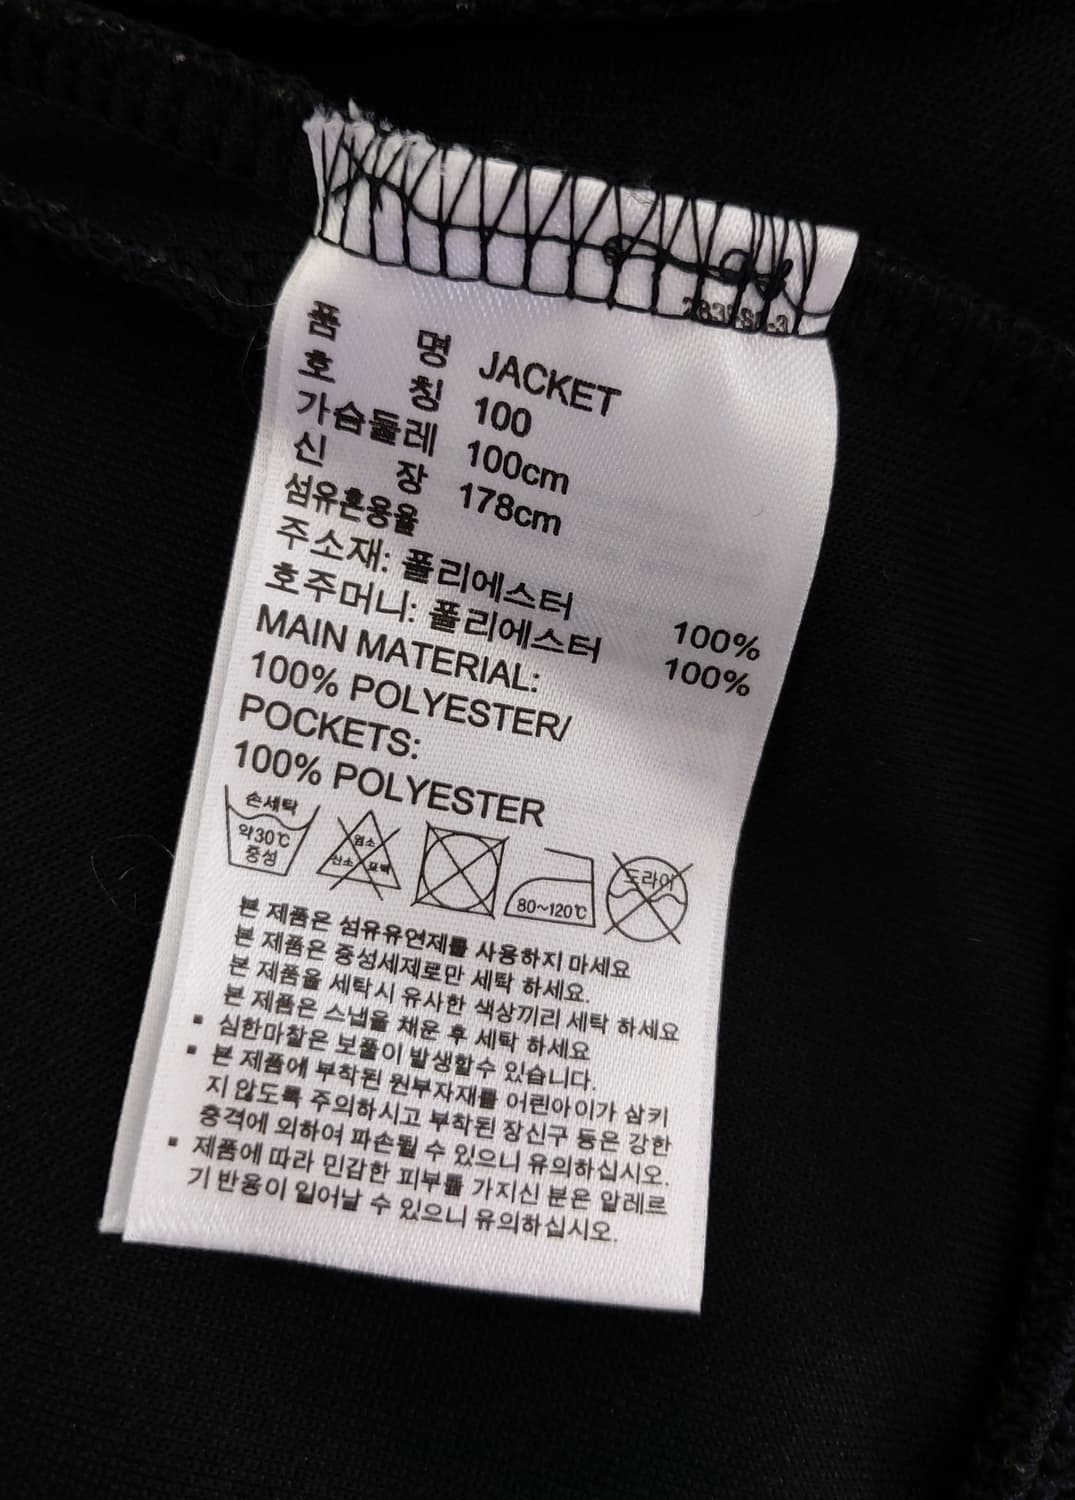 품 명 JACKET
호 칭 100
가슴둘레 100cm
신 장 178cm
섬유혼용율
주소재: 폴리에스터 100%
호주머니: 폴리에스터 100%
MAIN MATERIAL:
100% POLYESTER/
POCKETS:
100% POLYESTER
손세탁
약30℃
중성
염소
산소 표백
80~120℃
드라이
본 제품은 섬유유연제를 사용하지 마세요
본 제품은 중성세제로만 세탁 하세요.
본 제품을 세탁시 유사한 색상끼리 세탁 하세요
본 제품은 스냅을 채운 후 세탁 하세요
▪ 심한마찰은 보풀이 발생할수 있습니다.
▪ 본 제품에 부착된 원부자재를 어린아이가 삼키
지 않도록 주의하시고 부착된 장신구 등은 강한
충격에 의하여 파손될 수 있으니 유의하십시오.
▪ 제품에 따라 민감한 피부를 가지신 분은 알레르
기 반응이 일어날 수 있으니 유의하십시오.